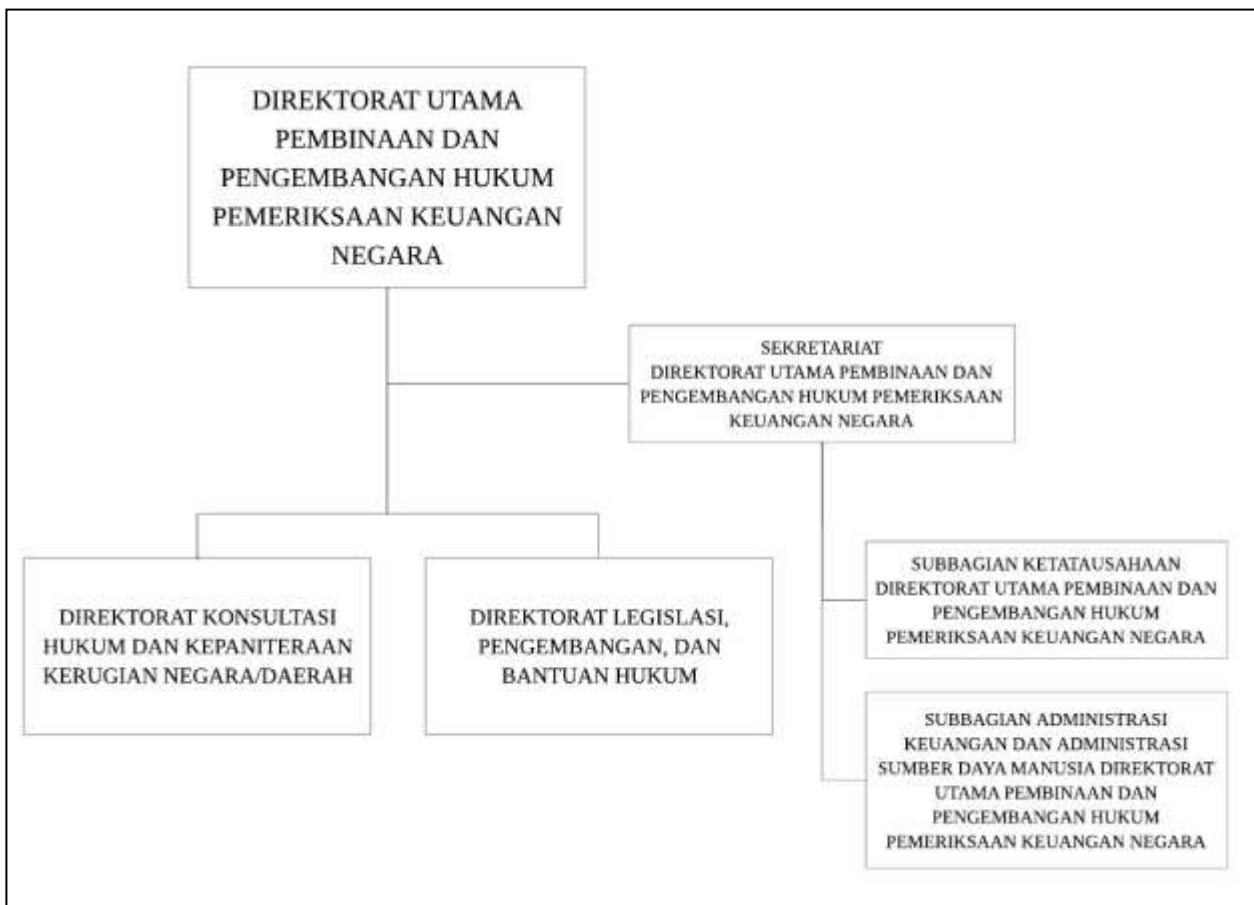 DIREKTORAT UTAMA
PEMBINAAN DAN
PENGEMBANGAN HUKUM
PEMERIKSAAN KEUANGAN
NEGARA
SEKRETARIAT
DIREKTORAT UTAMA PEMBINAAN DAN
PENGEMBANGAN HUKUM PEMERIKSAAN
KEUANGAN NEGARA
DIREKTORAT KONSULTASI
HUKUM DAN KEPANITERAAN
KERUGIAN NEGARA/DAERAH
DIREKTORAT LEGISLASI,
PENGEMBANGAN, DAN
BANTUAN HUKUM
SUBBAGIAN KETATAUSAHAAN
DIREKTORAT UTAMA PEMBINAAN DAN
PENGEMBANGAN HUKUM
PEMERIKSAAN KEUANGAN NEGARA
SUBBAGIAN ADMINISTRASI
KEUANGAN DAN ADMINISTRASI
SUMBER DAYA MANUSIA DIREKTORAT
UTAMA PEMBINAAN DAN
PENGEMBANGAN HUKUM
PEMERIKSAAN KEUANGAN NEGARA